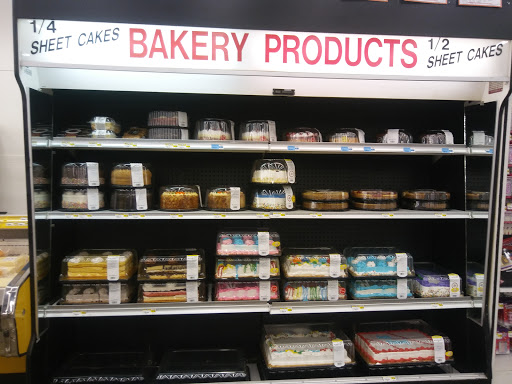 1/4
SHEET CAKES
BAKERY PRODUCTS
1/2
SHEET CAKES